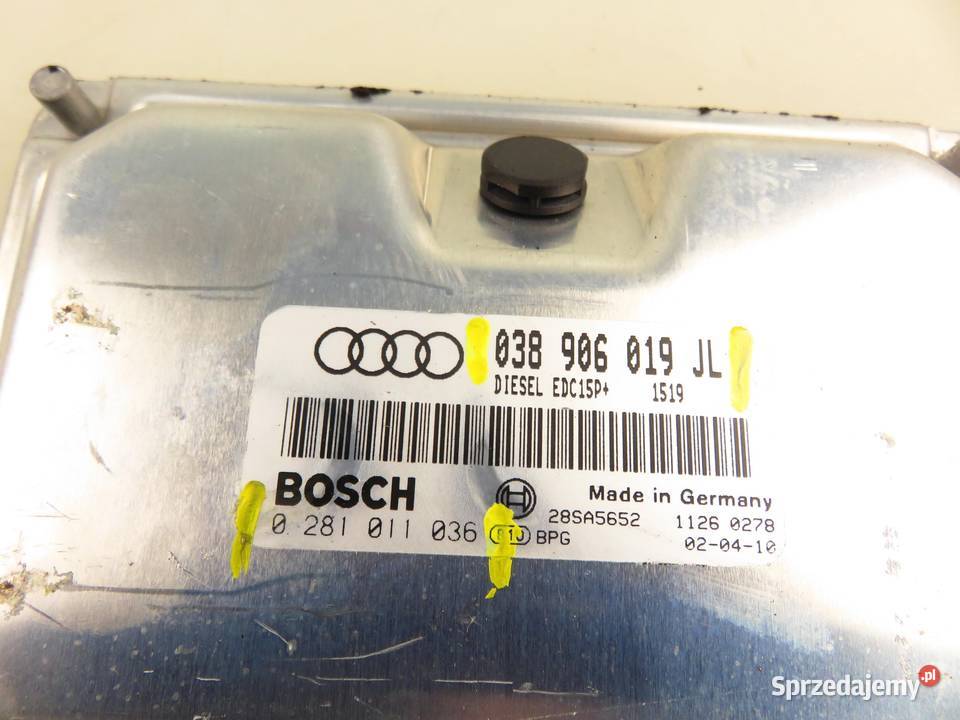 038 906 019 JL
DIESEL EDC15P+ 1519
BOSCH
Made in Germany
0 281 011 036
BPG
28SA5652 1126 0278
02-04-10
Sprzedajemy.pl